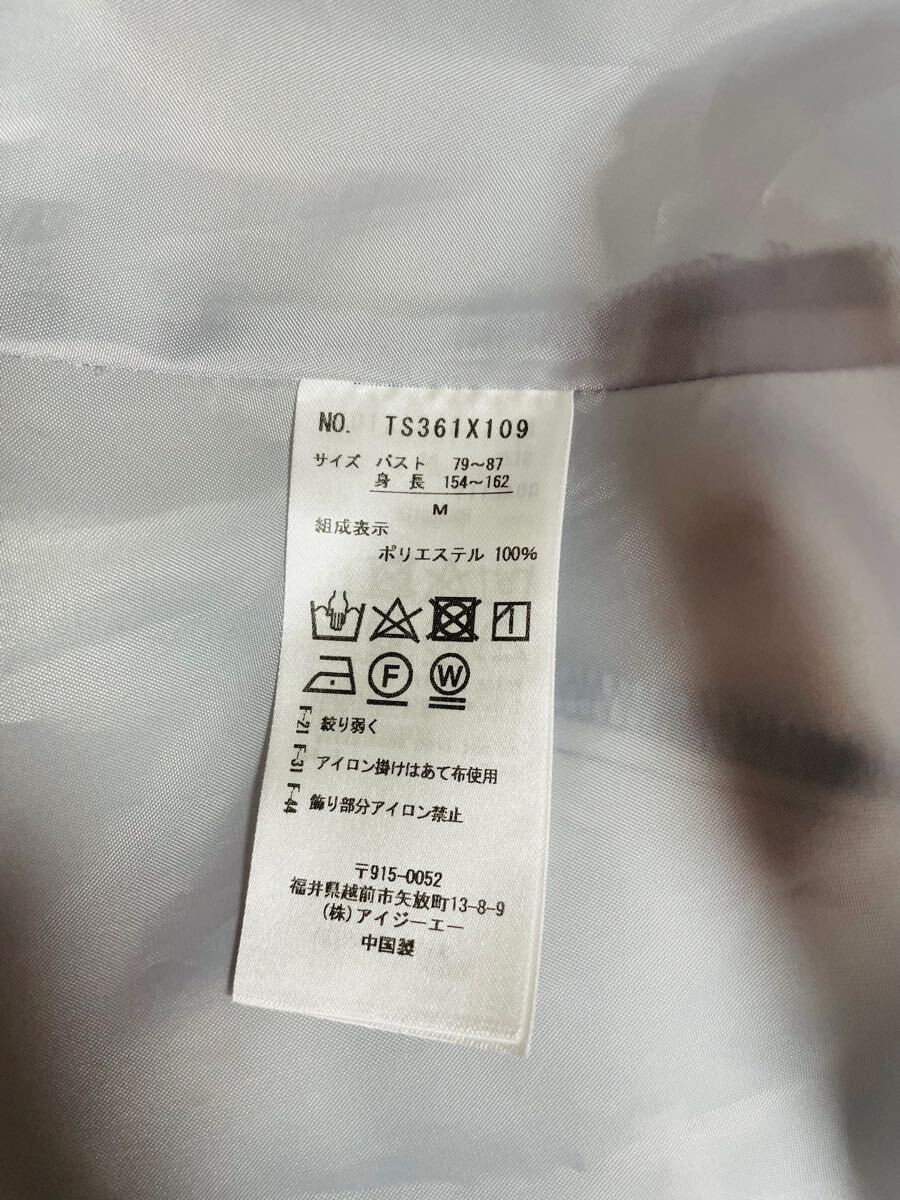 NO. TS361X109
サイズ バスト 79～87
身長 154～162
M
組成表示
ポリエステル 100%
F W
F-21 絞り弱く
F-31 アイロン掛けはあて布使用
F-44 飾り部分アイロン禁止
〒915-0052
福井県越前市矢放町13-8-9
(株)アイジーエー
中国製